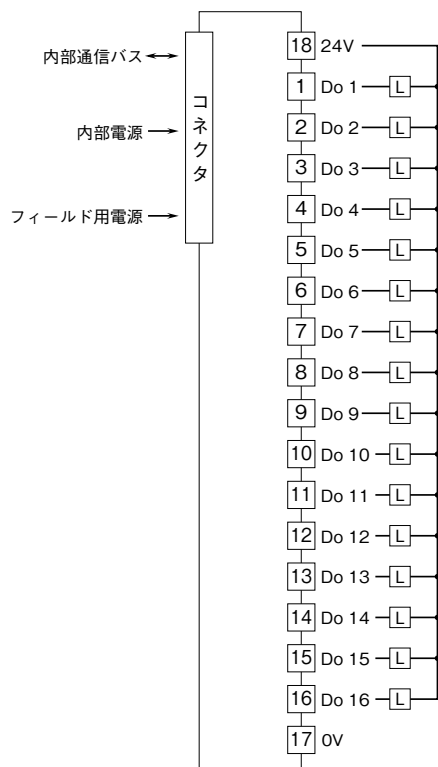 内部通信バス
内部電源
フィールド用電源
コネクタ
18 24V
1 Do 1 L
2 Do 2 L
3 Do 3 L
4 Do 4 L
5 Do 5 L
6 Do 6 L
7 Do 7 L
8 Do 8 L
9 Do 9 L
10 Do 10 L
11 Do 11 L
12 Do 12 L
13 Do 13 L
14 Do 14 L
15 Do 15 L
16 Do 16 L
17 0V